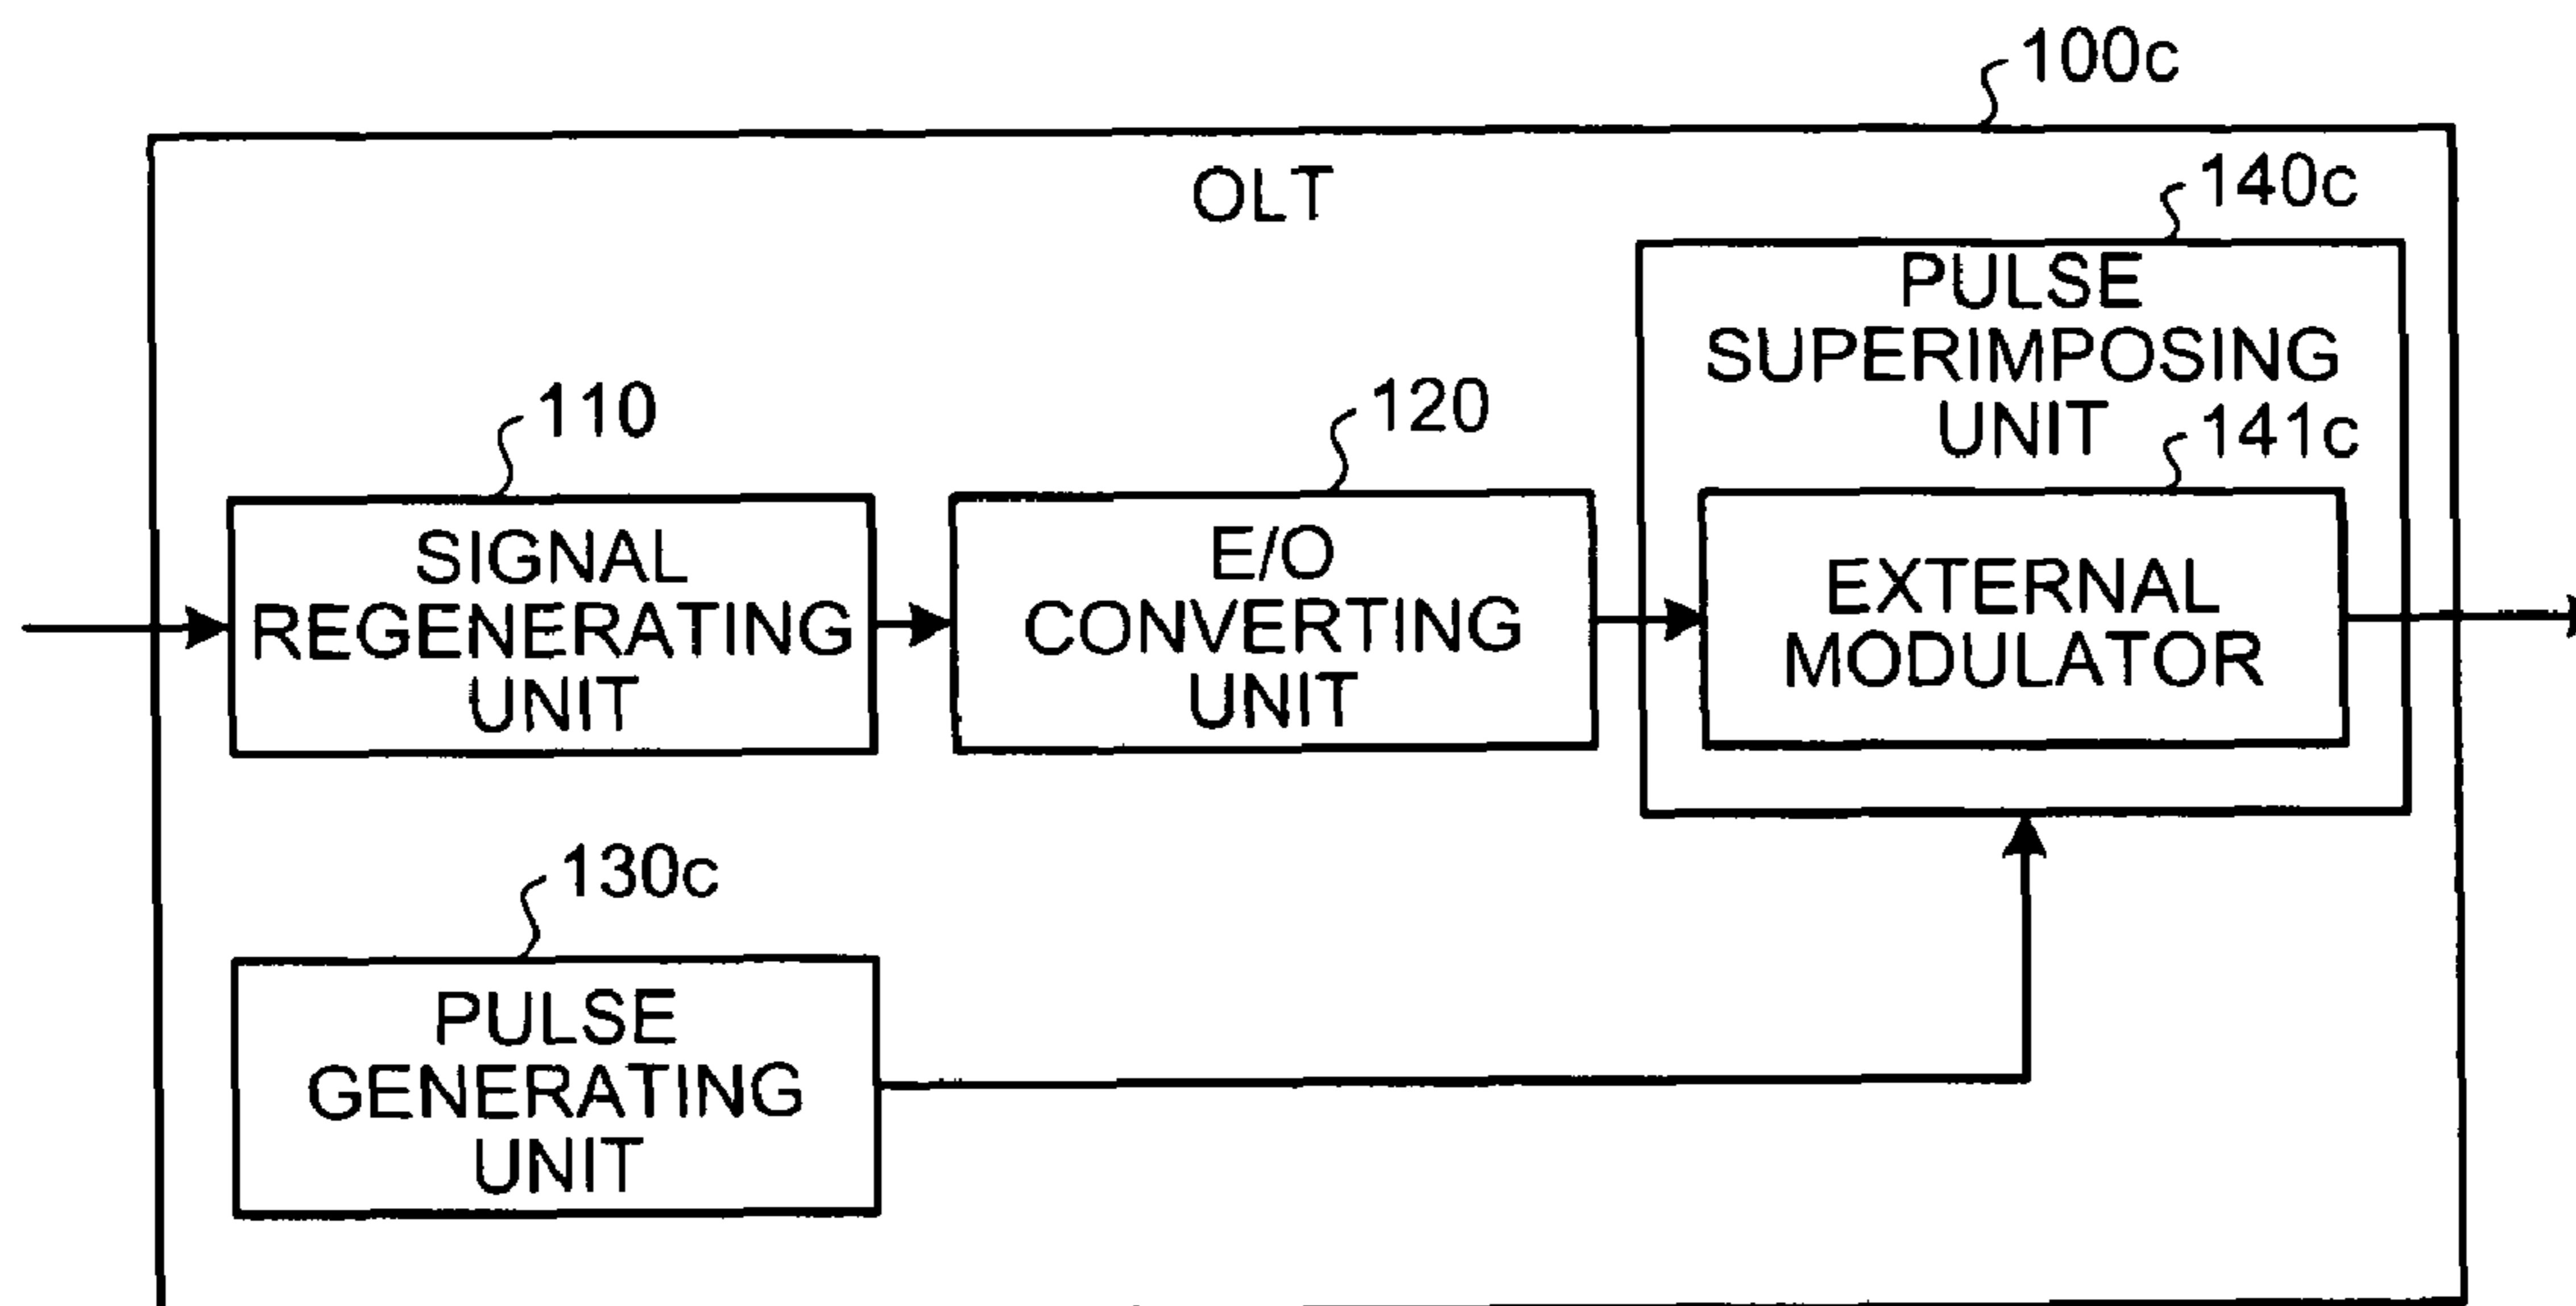 100c
OLT
140c
PULSE
SUPERIMPOSING
UNIT
110
120
141c
SIGNAL
REGENERATING
UNIT
E/O
CONVERTING
UNIT
EXTERNAL
MODULATOR
130c
PULSE
GENERATING
UNIT